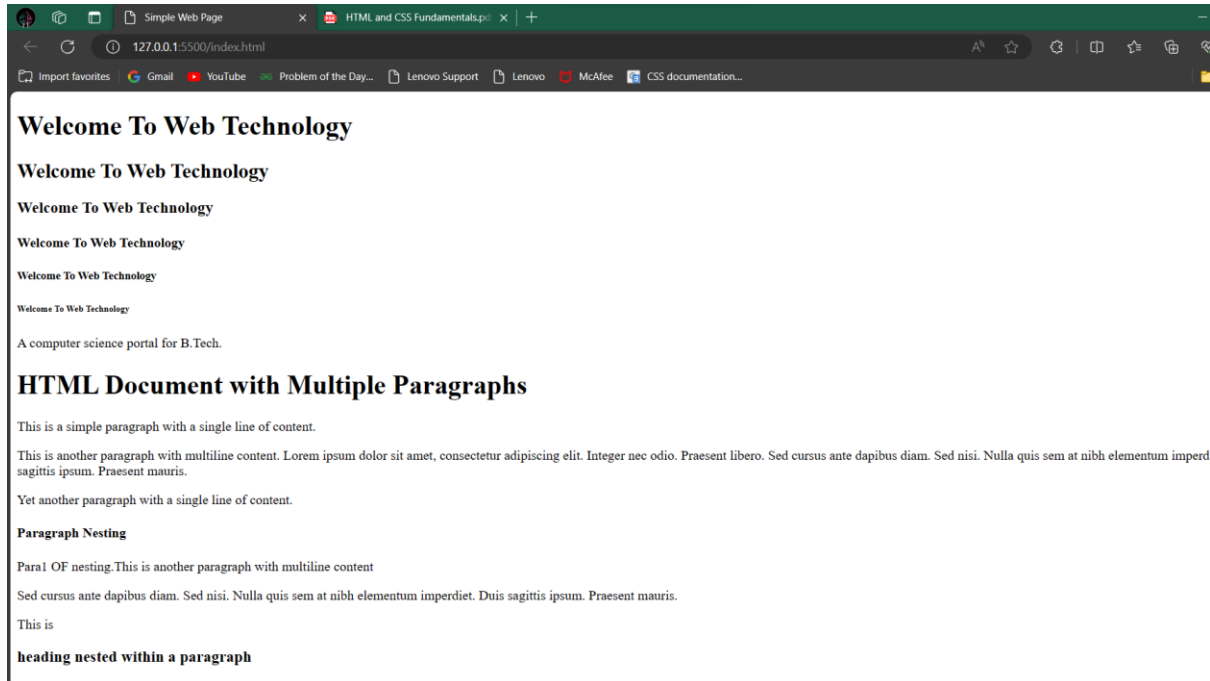 Simple Web Page
HTML and CSS Fundamentals.pd
127.0.0.1:5500/index.html
Import favorites Gmail YouTube Problem of the Day... Lenovo Support Lenovo McAfee CSS documentation...
Welcome To Web Technology
Welcome To Web Technology
Welcome To Web Technology
Welcome To Web Technology
Welcome To Web Technology
Welcome To Web Technology
A computer science portal for B.Tech.
HTML Document with Multiple Paragraphs
This is a simple paragraph with a single line of content.
This is another paragraph with multiline content. Lorem ipsum dolor sit amet, consectetur adipiscing elit. Integer nec odio. Praesent libero. Sed cursus ante dapibus diam. Sed nisi. Nulla quis sem at nibh elementum imperd
sagittis ipsum. Praesent mauris.
Yet another paragraph with a single line of content.
Paragraph Nesting
Para1 OF nesting.This is another paragraph with multiline content
Sed cursus ante dapibus diam. Sed nisi. Nulla quis sem at nibh elementum imperdiet. Duis sagittis ipsum. Praesent mauris.
This is
heading nested within a paragraph